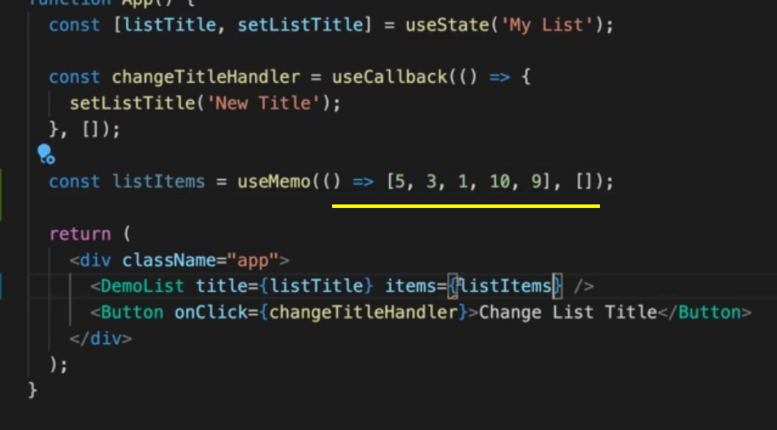 function App() {
const [listTitle, setListTitle] = useState('My List');
const changeTitleHandler = useCallback(() => {
setListTitle('New Title');
}, []);
const listItems = useMemo(() => [5, 3, 1, 10, 9], []);
return (
<div className="app">
<DemoList title={listTitle} items={listItems} />
<Button onClick={changeTitleHandler}>Change List Title</Button>
</div>
);
}